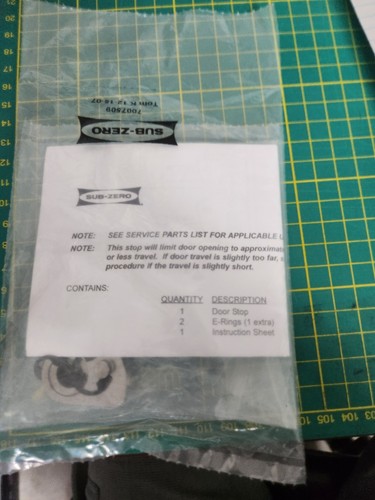 7007509
SUB-ZERO
SUB-ZERO
NOTE: SEE SERVICE PARTS LIST FOR APPLICABLE
NOTE: This stop will limit door opening to
or less travel. If door travel is slightly too far,
procedure if the travel is slightly short.
CONTAINS:
QUANTITY DESCRIPTION
1 Door Stop
2 E-Rings (1 extra)
1 Instruction Sheet